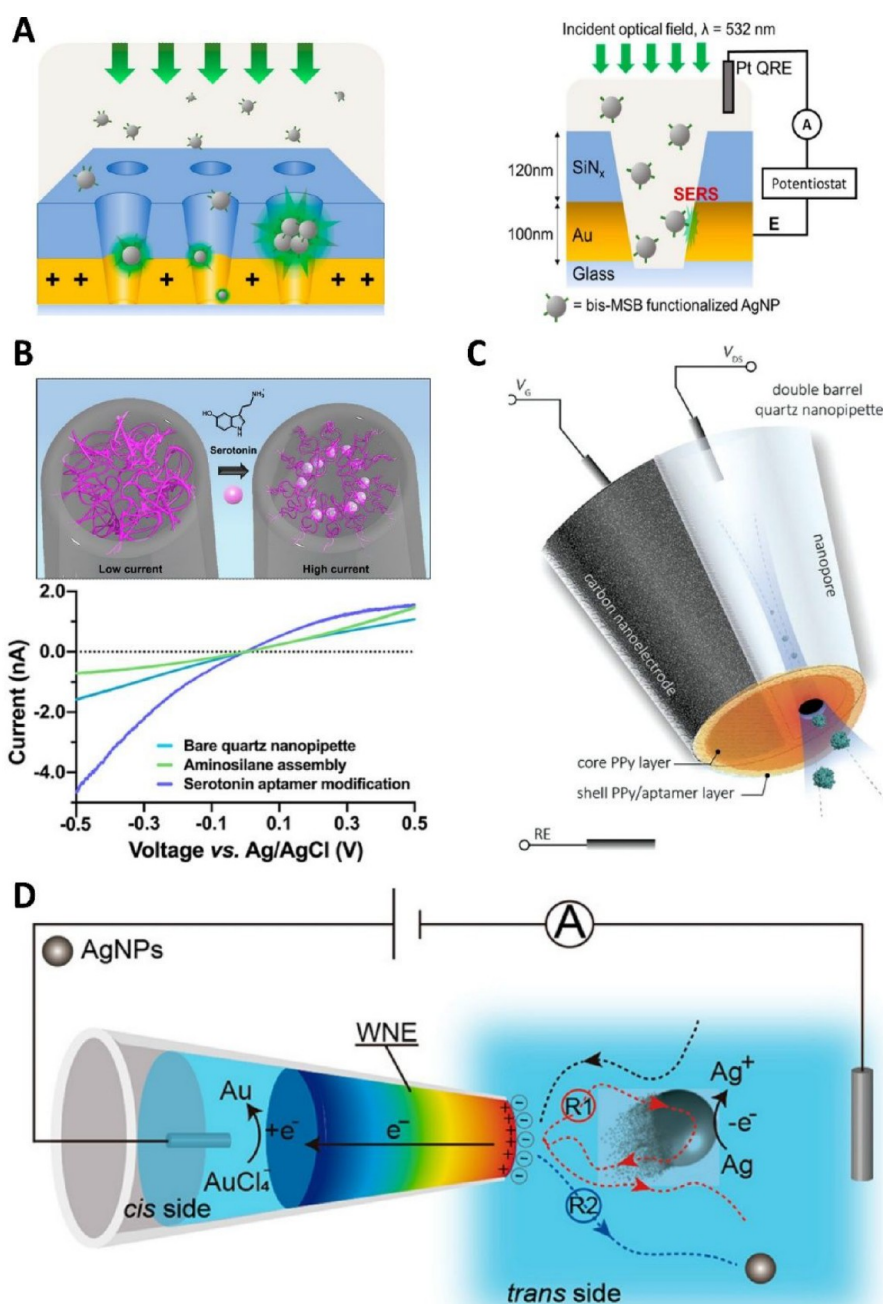 A
+ + + + + +
Incident optical field, λ = 532 nm
Pt QRE
A
120nm
SiNₓ
SERS
Potentiostat
100nm
Au
E
Glass
= bis-MSB functionalized AgNP
B
HO
NH₃⁺
Serotonin
Low current
High current
2.0
0.0
-2.0
-4.0
Current (nA)
Bare quartz nanopipette
Aminosilane assembly
Serotonin aptamer modification
-0.5 -0.3 -0.1 0.1 0.3 0.5
Voltage vs. Ag/AgCl (V)
C
V_DS
V_G
double barrel
quartz nanopipette
carbon nanoelectrode
nanopore
core PPy layer
shell PPy/aptamer layer
RE
D
A
AgNPs
WNE
Au
+e⁻
e⁻
AuCl₄⁻
cis side
R1
Ag⁺
-e⁻
Ag
R2
trans side